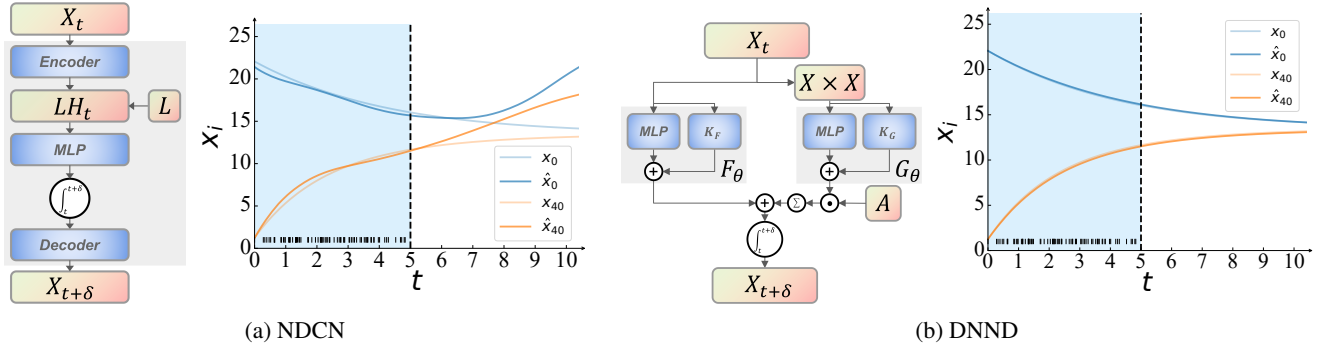 X_t
Encoder
LH_t
L
MLP
∫_t^{t+δ}
Decoder
X_{t+δ}
25
20
15
10
5
0
x_i
0 1 2 3 4 5 6 7 8 9 10
t
x_0
x̂_0
x_40
x̂_40
(a) NDCN
X_t
X × X
MLP
K_F
F_θ
MLP
K_G
G_θ
+
+
+
Σ
•
A
∫_t^{t+δ}
X_{t+δ}
25
20
15
10
5
0
x_i
0 1 2 3 4 5 6 7 8 9 10
t
x_0
x̂_0
x_40
x̂_40
(b) DNND